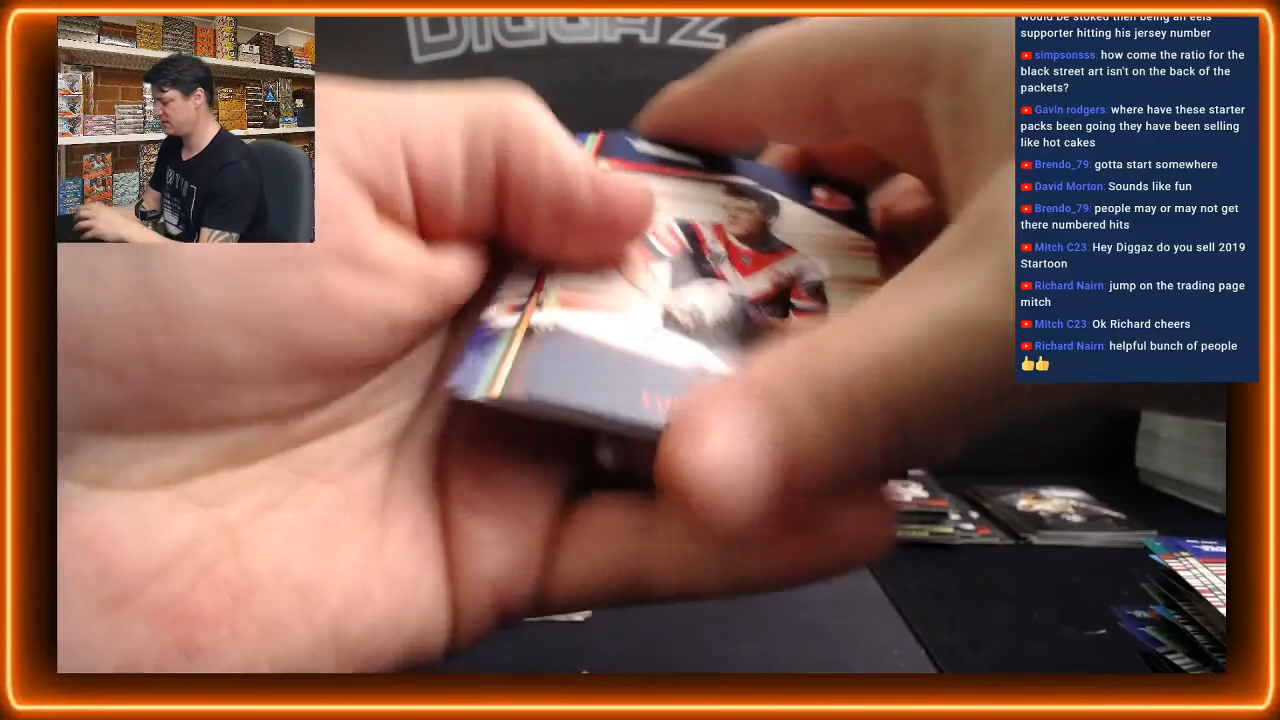 DIGGAZ
would be stoked then being an eels
supporter hitting his jersey number
simpsonsss: how come the ratio for the
black street art isn't on the back of the
packets?
Gavin rodgers: where have these starter
packs been going they have been selling
like hot cakes
Brendo_79: gotta start somewhere
David Morton: Sounds like fun
Brendo_79: people may or may not get
there numbered hits
Mitch C23: Hey Diggaz do you sell 2019
Startoon
Richard Nairn: jump on the trading page
mitch
Mitch C23: Ok Richard cheers
Richard Nairn: helpful bunch of people
👍👍